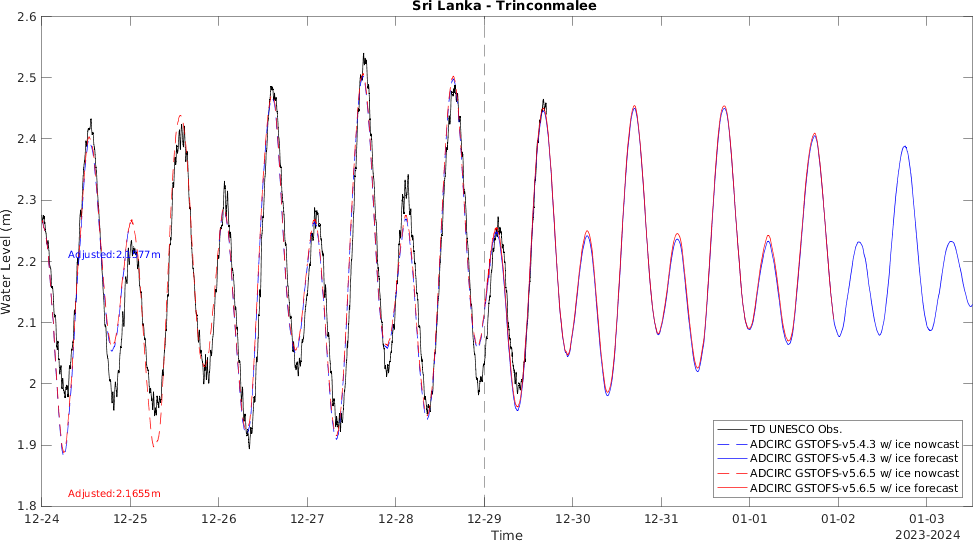 Sri Lanka - Trinconmalee
2.6
2.5
2.4
2.3
2.2
2.1
2
1.9
1.8
Water Level (m)
Adjusted:2.1377m
Adjusted:2.1655m
TD UNESCO Obs.
ADCIRC GSTOFS-v5.4.3 w/ ice nowcast
ADCIRC GSTOFS-v5.4.3 w/ ice forecast
ADCIRC GSTOFS-v5.6.5 w/ ice nowcast
ADCIRC GSTOFS-v5.6.5 w/ ice forecast
12-24 12-25 12-26 12-27 12-28 12-29 12-30 12-31 01-01 01-02 01-03
Time
2023-2024